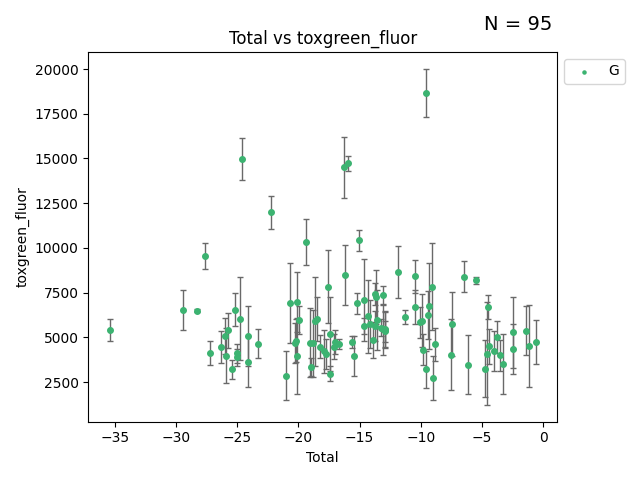 N = 95
Total vs toxgreen_fluor
G
toxgreen_fluor
20000
17500
15000
12500
10000
7500
5000
2500
−35 −30 −25 −20 −15 −10 −5 0
Total